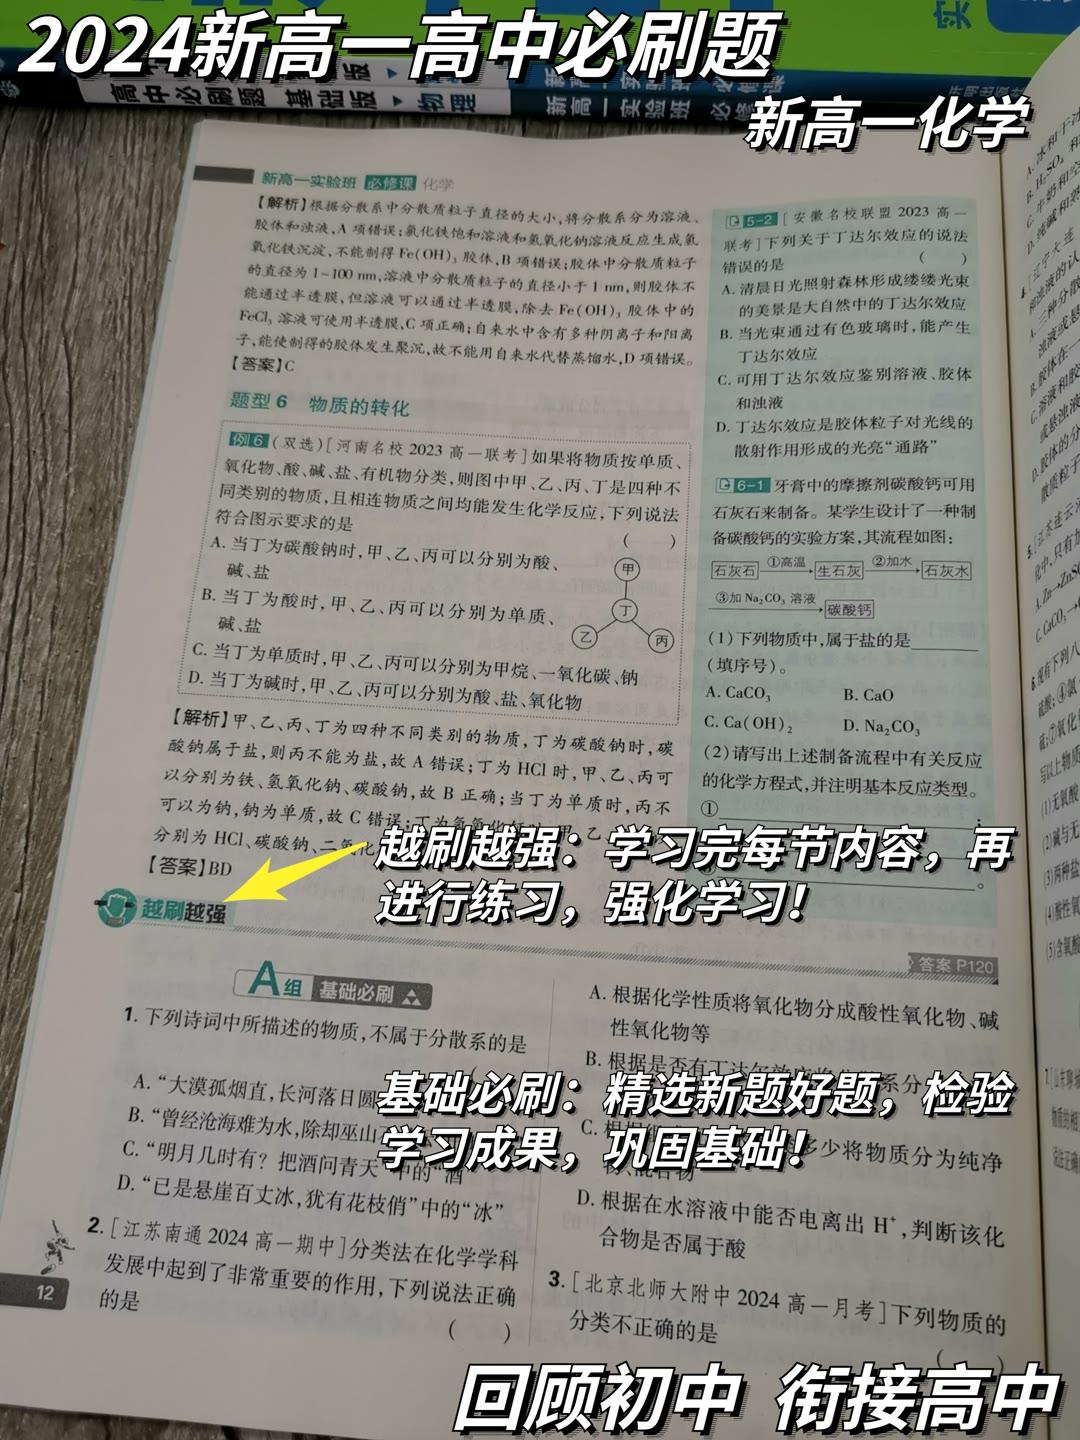 2024新高一高中必刷题
高中必刷题 基础版 物理
新高一实验班
新高一化学
新高一实验班 必修课 化学
【解析】根据分散系中分散质粒子直径的大小,将分散系分为溶液、
胶体和浊液,A项错误;氯化铁饱和溶液和氢氧化钠溶液反应生成氢
氧化铁沉淀,不能制得Fe(OH)₃胶体,B项错误;胶体中分散质粒子
的直径为1~100 nm,溶液中分散质粒子的直径小于1 nm,则胶体不
能通过半透膜,但溶液可以通过半透膜,除去Fe(OH)₃胶体中的
FeCl₃溶液可使用半透膜,C项正确;自来水中含有多种阴离子和阳离
子,能使制得的胶体发生聚沉,故不能用自来水代替蒸馏水,D项错误。
【答案】C
题型6 物质的转化
例6 (双选)[河南名校2023高一联考]如果将物质按单质、
氧化物、酸、碱、盐、有机物分类,则图中甲、乙、丙、丁是四种不
同类别的物质,且相连物质之间均能发生化学反应,下列说法
符合图示要求的是 ( )
A. 当丁为碳酸钠时,甲、乙、丙可以分别为酸、
碱、盐
B. 当丁为酸时,甲、乙、丙可以分别为单质、
碱、盐
C. 当丁为单质时,甲、乙、丙可以分别为甲烷、一氧化碳、钠
D. 当丁为碱时,甲、乙、丙可以分别为酸、盐、氧化物
甲
丁
乙 丙
【解析】甲、乙、丙、丁为四种不同类别的物质,丁为碳酸钠时,碳
酸钠属于盐,则丙不能为盐,故A错误;丁为HCl时,甲、乙、丙可
以分别为铁、氢氧化钠、碳酸钠,故B正确;当丁为单质时,丙不
可以为钠,钠为单质,故C错误;丁为氢氧化钙时,甲、乙、
分别为HCl、碳酸钠、二氧化
【答案】BD
5-2 [安徽名校联盟2023高一
联考]下列关于丁达尔效应的说法
错误的是 ( )
A. 清晨日光照射森林形成缕缕光束
的美景是大自然中的丁达尔效应
B. 当光束通过有色玻璃时,能产生
丁达尔效应
C. 可用丁达尔效应鉴别溶液、胶体
和浊液
D. 丁达尔效应是胶体粒子对光线的
散射作用形成的光亮“通路”
6-1 牙膏中的摩擦剂碳酸钙可用
石灰石来制备。某学生设计了一种制
备碳酸钙的实验方案,其流程如图:
石灰石 ①高温 生石灰 ②加水 石灰水
③加Na₂CO₃溶液 碳酸钙
(1)下列物质中,属于盐的是
(填序号)。
A. CaCO₃ B. CaO
C. Ca(OH)₂ D. Na₂CO₃
(2)请写出上述制备流程中有关反应
的化学方程式,并注明基本反应类型。
① ;
。
越刷越强：学习完每节内容，再
进行练习，强化学习！
越刷越强
答案 P120
A组 基础必刷
1. 下列诗词中所描述的物质,不属于分散系的是
A. “大漠孤烟直,长河落日圆
B. “曾经沧海难为水,除却巫山
C. “明月几时有？把酒问青天”中的“酒”
D. “已是悬崖百丈冰,犹有花枝俏”中的“冰”
2. [江苏南通2024高一期中]分类法在化学学科
发展中起到了非常重要的作用,下列说法正确
的是 ( )
A. 根据化学性质将氧化物分成酸性氧化物、碱
性氧化物等
B. 根据是否有丁达尔效应
C. 多少将物质分为纯净
D. 根据在水溶液中能否电离出H⁺,判断该化
合物是否属于酸
3. [北京北师大附中2024高一月考]下列物质的
分类不正确的是 ( )
基础必刷：精选新题好题，检验
学习成果，巩固基础！
12
回顾初中 衔接高中